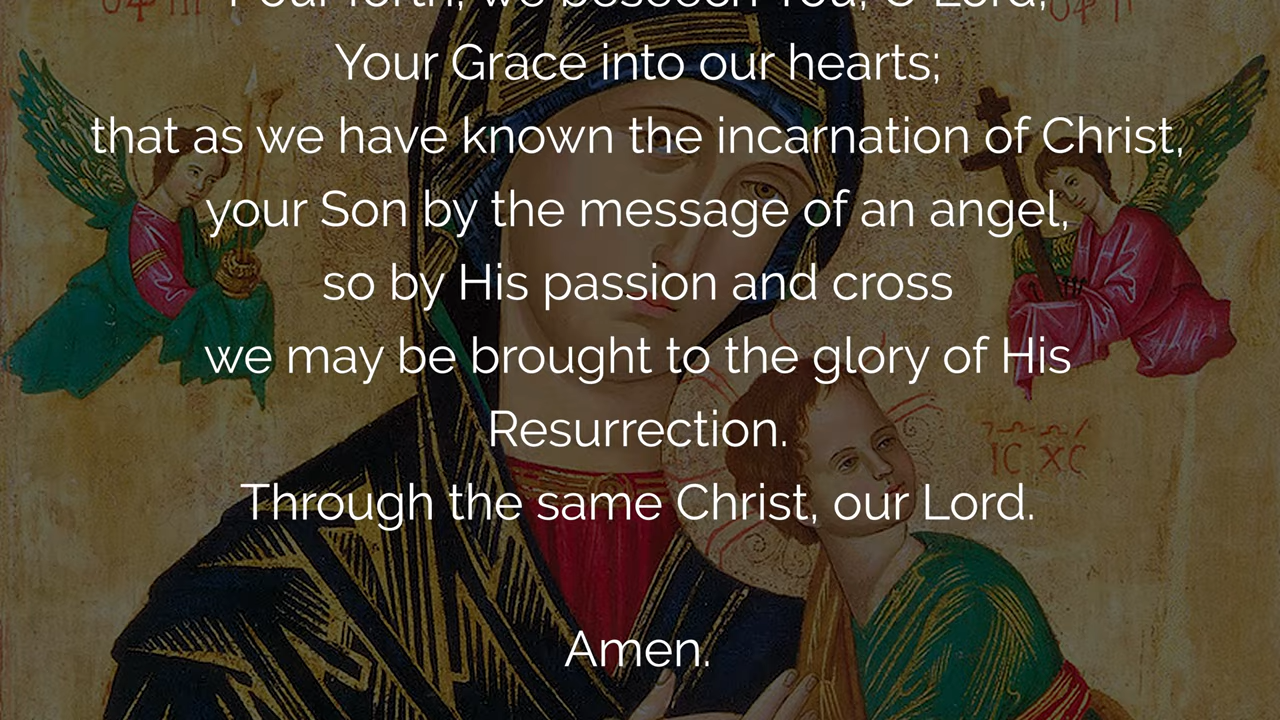 Pour forth, we beseech You, O Lord,
Your Grace into our hearts;
that as we have known the incarnation of Christ,
your Son by the message of an angel,
so by His passion and cross
we may be brought to the glory of His
Resurrection.
Through the same Christ, our Lord.
IC XC
Amen.